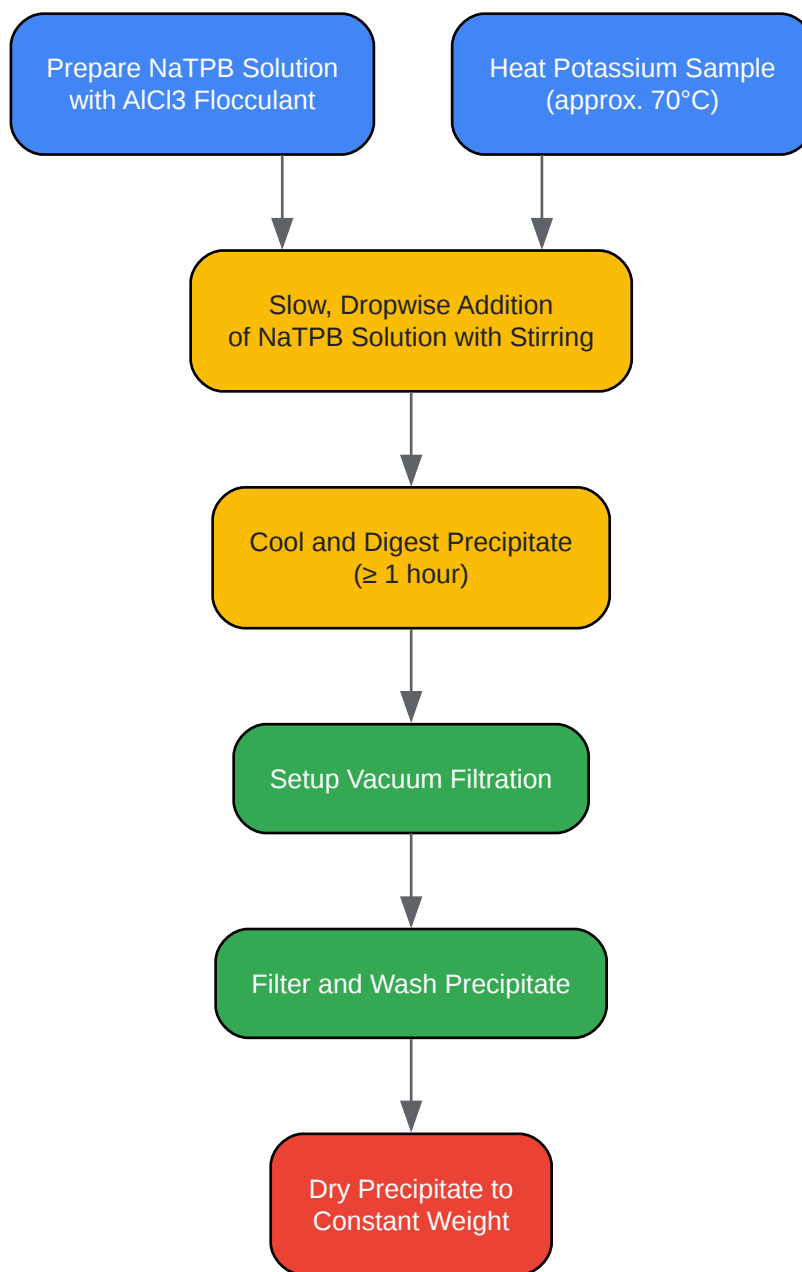 Prepare NaTPB Solution
with AlCl3 Flocculant
Heat Potassium Sample
(approx. 70°C)
Slow, Dropwise Addition
of NaTPB Solution with Stirring
Cool and Digest Precipitate
(≥ 1 hour)
Setup Vacuum Filtration
Filter and Wash Precipitate
Dry Precipitate to
Constant Weight